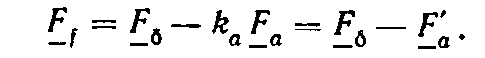 F_f = F_δ − k_a F_a = F_δ − F′_a.